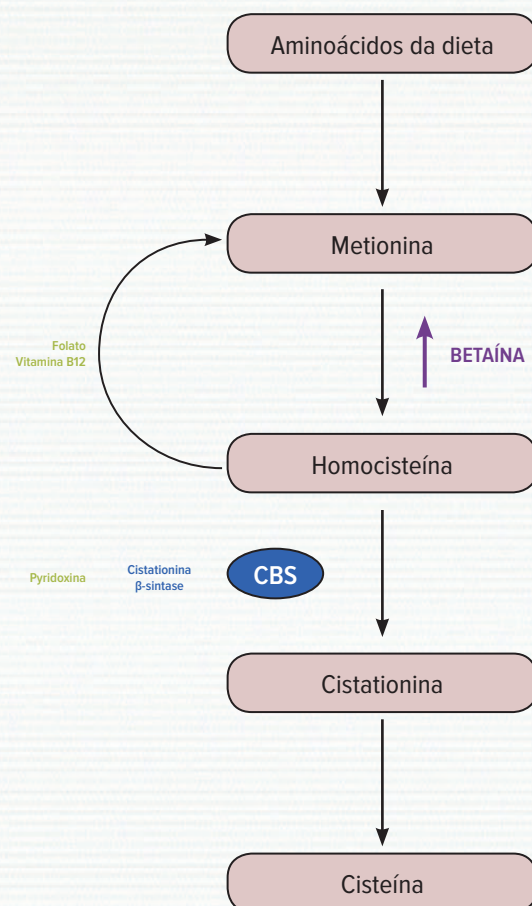 Aminoácidos da dieta
Metionina
Folato
Vitamina B12
BETAÍNA
Homocisteína
Pyridoxina
Cistationina
β-sintase
CBS
Cistationina
Cisteína